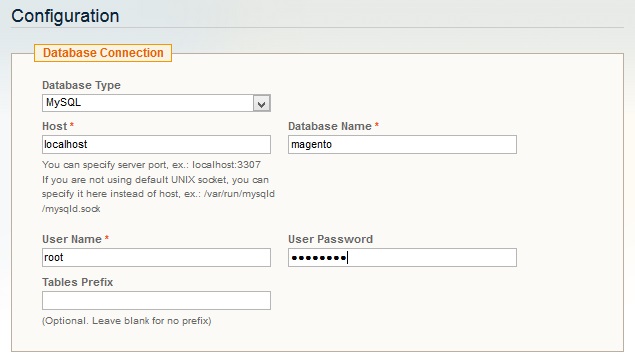 Configuration
Database Connection
Database Type
MySQL
Host *
Database Name *
localhost
magento
You can specify server port, ex.: localhost:3307
If you are not using default UNIX socket, you can
specify it here instead of host, ex.: /var/run/mysqld
/mysqld.sock
User Name *
User Password
root
••••••••
Tables Prefix
(Optional. Leave blank for no prefix)